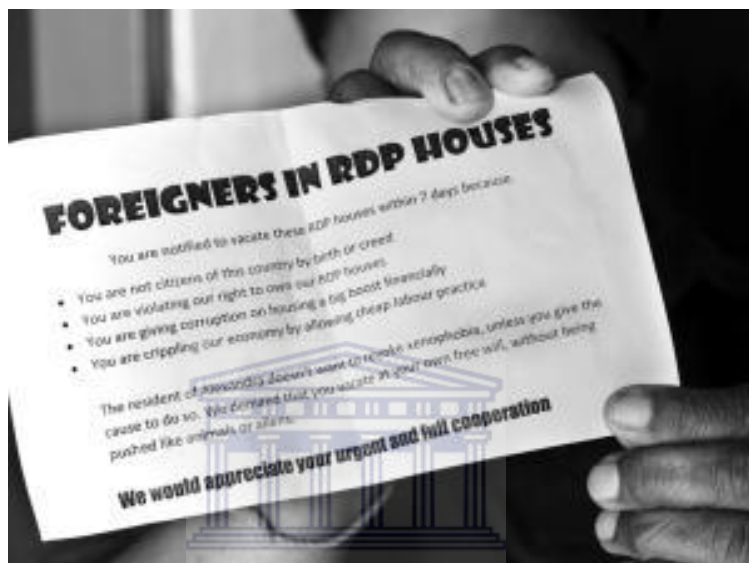 FOREIGNERS IN RDP HOUSES
You are notified to vacate these RDP houses within 7 days because.
• You are not citizens of this country by birth or creed
• You are violating our right to own our RDP houses
• You are giving corruption on housing a big boost financially
• You are crippling our economy by allowing cheap labour practice
The resident of Alexandra doesn't want to revoke xenophobia, unless you give the
cause to do so. We demand that you vacate at your own free will, without being
pushed like animals or aliens.
We would appreciate your urgent and full cooperation